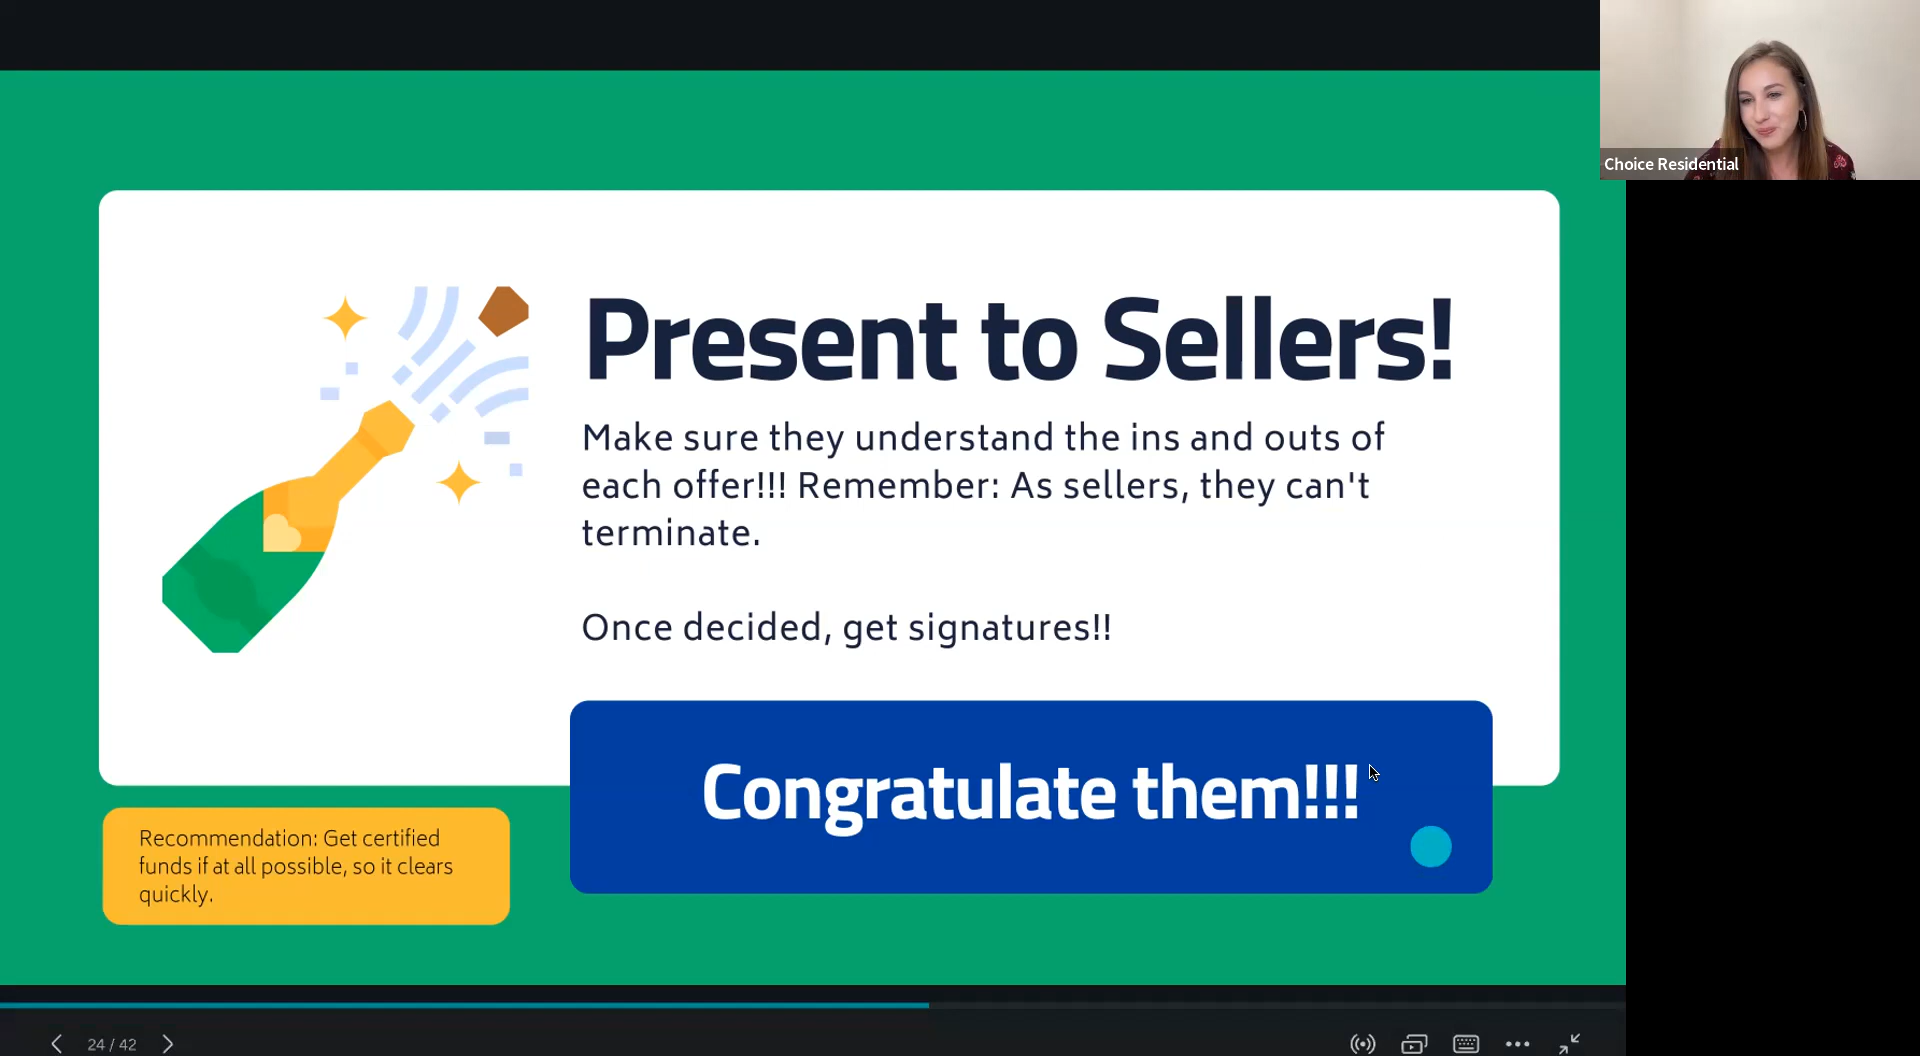 Choice Residential
Present to Sellers!
Make sure they understand the ins and outs of
each offer!!! Remember: As sellers, they can't
terminate.
Once decided, get signatures!!
Congratulate them!!!
Recommendation: Get certified
funds if at all possible, so it clears
quickly.
24 / 42